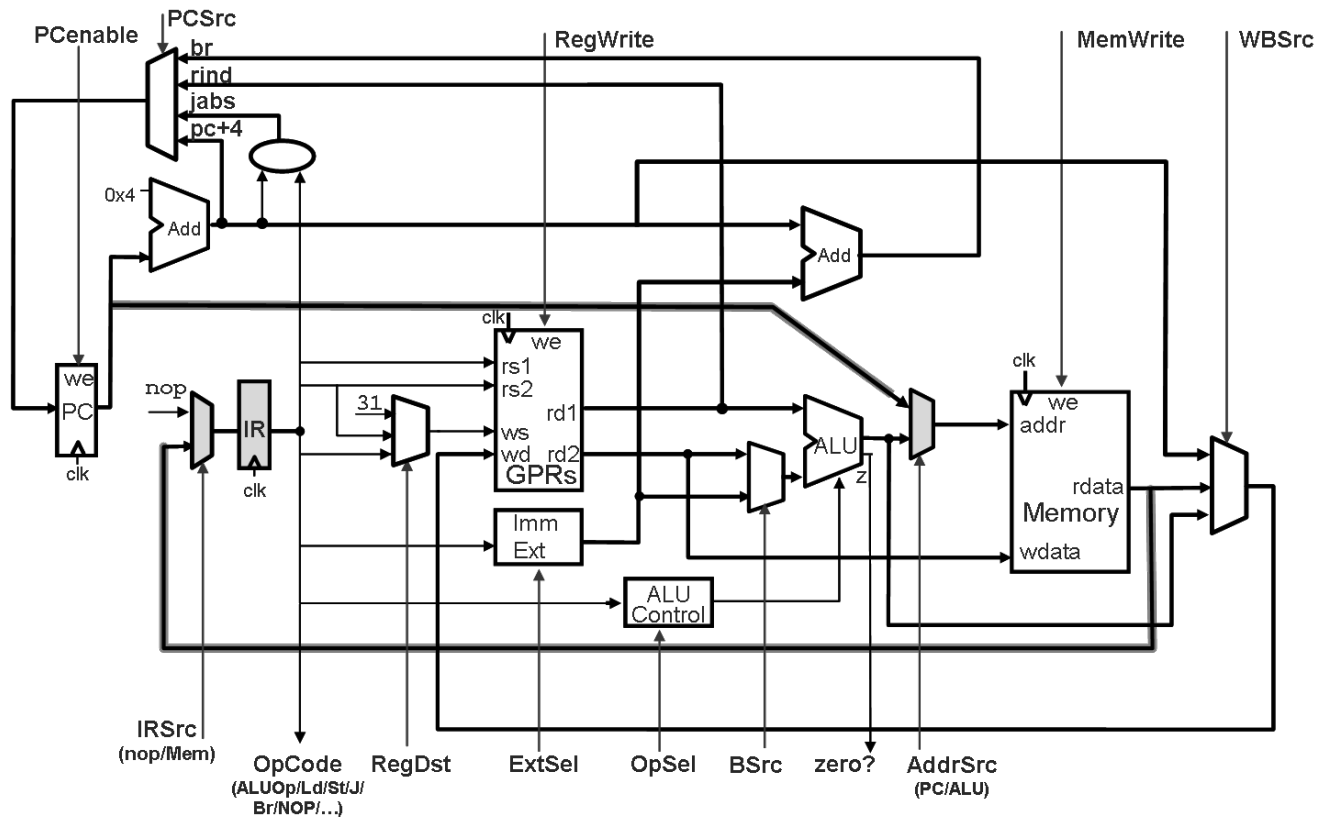 PCSrc
PCenable
RegWrite
MemWrite
WBSrc
br
rind
jabs
pc+4
0x4
Add
Add
clk
we
rs1
rs2
rd1
ws
wd
rd2
GPRs
we
PC
clk
nop
IR
clk
31
ALU
z
clk
we
addr
rdata
Memory
wdata
Imm
Ext
ALU
Control
IRSrc
(nop/Mem)
OpCode
(ALUOp/Ld/St/J/
Br/NOP/...)
RegDst
ExtSel
OpSel
BSrc
zero?
AddrSrc
(PC/ALU)